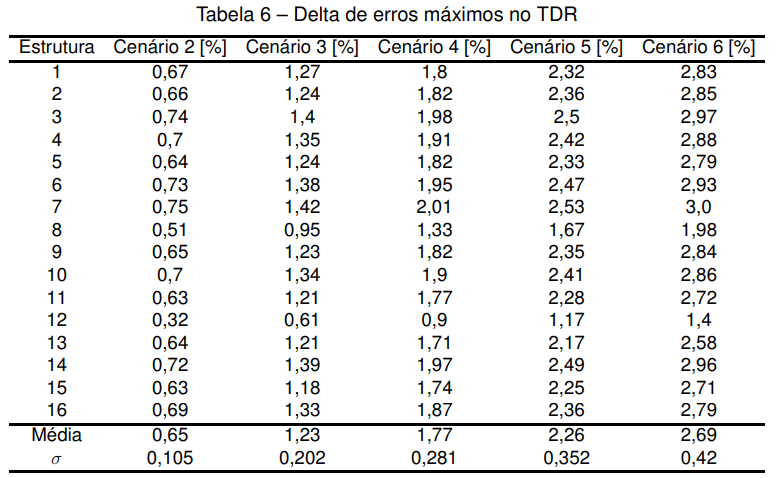 Tabela 6 – Delta de erros máximos no TDR
Estrutura Cenário 2 [%] Cenário 3 [%] Cenário 4 [%] Cenário 5 [%] Cenário 6 [%]
1 0,67 1,27 1,8 2,32 2,83
2 0,66 1,24 1,82 2,36 2,85
3 0,74 1,4 1,98 2,5 2,97
4 0,7 1,35 1,91 2,42 2,88
5 0,64 1,24 1,82 2,33 2,79
6 0,73 1,38 1,95 2,47 2,93
7 0,75 1,42 2,01 2,53 3,0
8 0,51 0,95 1,33 1,67 1,98
9 0,65 1,23 1,82 2,35 2,84
10 0,7 1,34 1,9 2,41 2,86
11 0,63 1,21 1,77 2,28 2,72
12 0,32 0,61 0,9 1,17 1,4
13 0,64 1,21 1,71 2,17 2,58
14 0,72 1,39 1,97 2,49 2,96
15 0,63 1,18 1,74 2,25 2,71
16 0,69 1,33 1,87 2,36 2,79
Média 0,65 1,23 1,77 2,26 2,69
σ 0,105 0,202 0,281 0,352 0,42